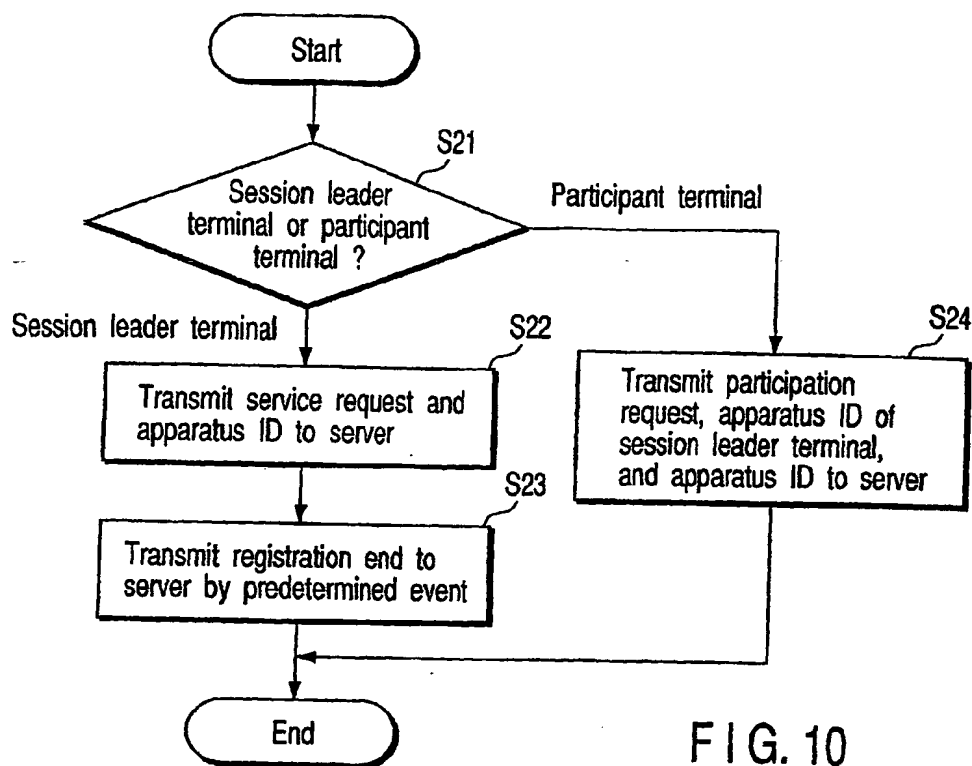 Start
S21
Session leader
terminal or participant
terminal ?
Participant terminal
Session leader terminal
S22
Transmit service request and
apparatus ID to server
S24
Transmit participation
request, apparatus ID of
session leader terminal,
and apparatus ID to server
S23
Transmit registration end to
server by predetermined event
End
FIG. 10